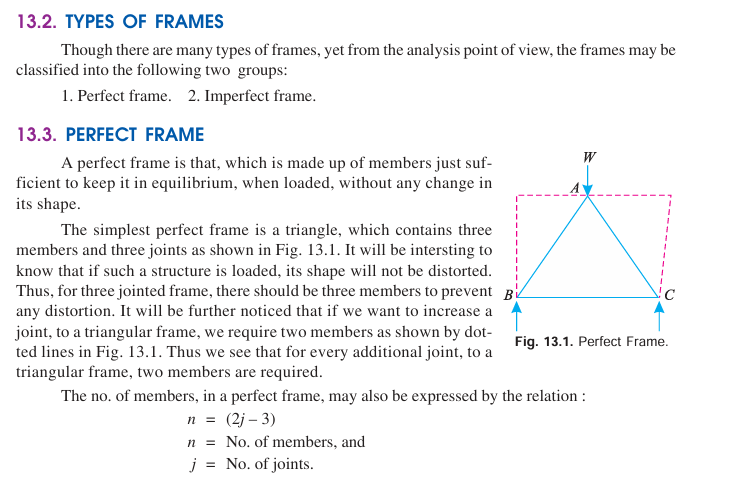 13.2. TYPES OF FRAMES
Though there are many types of frames, yet from the analysis point of view, the frames may be
classified into the following two groups:
1. Perfect frame. 2. Imperfect frame.
13.3. PERFECT FRAME
A perfect frame is that, which is made up of members just suf-
ficient to keep it in equilibrium, when loaded, without any change in
its shape.
The simplest perfect frame is a triangle, which contains three
members and three joints as shown in Fig. 13.1. It will be intersting to
know that if such a structure is loaded, its shape will not be distorted.
Thus, for three jointed frame, there should be three members to prevent
any distortion. It will be further noticed that if we want to increase a
joint, to a triangular frame, we require two members as shown by dot-
ted lines in Fig. 13.1. Thus we see that for every additional joint, to a
triangular frame, two members are required.
W
A
B
C
Fig. 13.1. Perfect Frame.
The no. of members, in a perfect frame, may also be expressed by the relation :
n = (2j – 3)
n = No. of members, and
j = No. of joints.